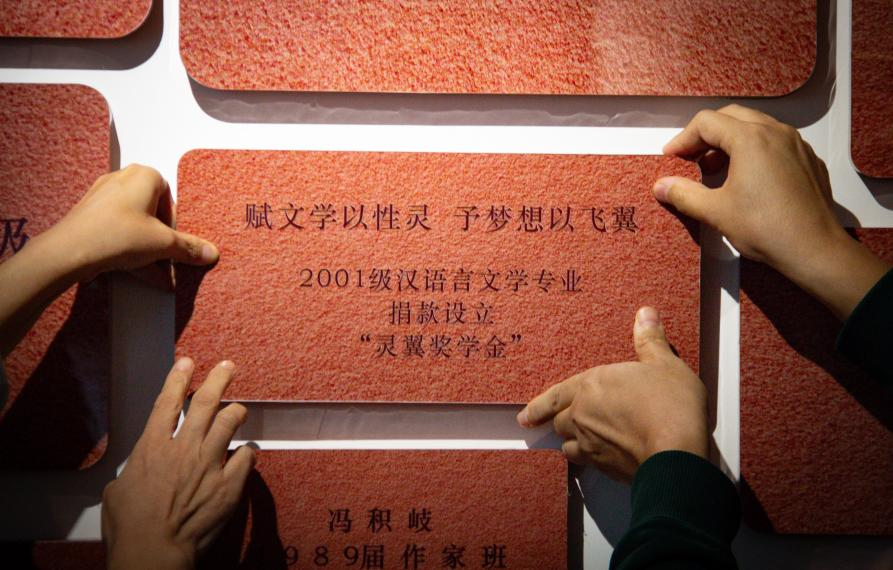 赋文学以性灵 予梦想以飞翼
2001级汉语言文学专业
捐款设立
“灵翼奖学金”
级
冯积岐
989届作家班